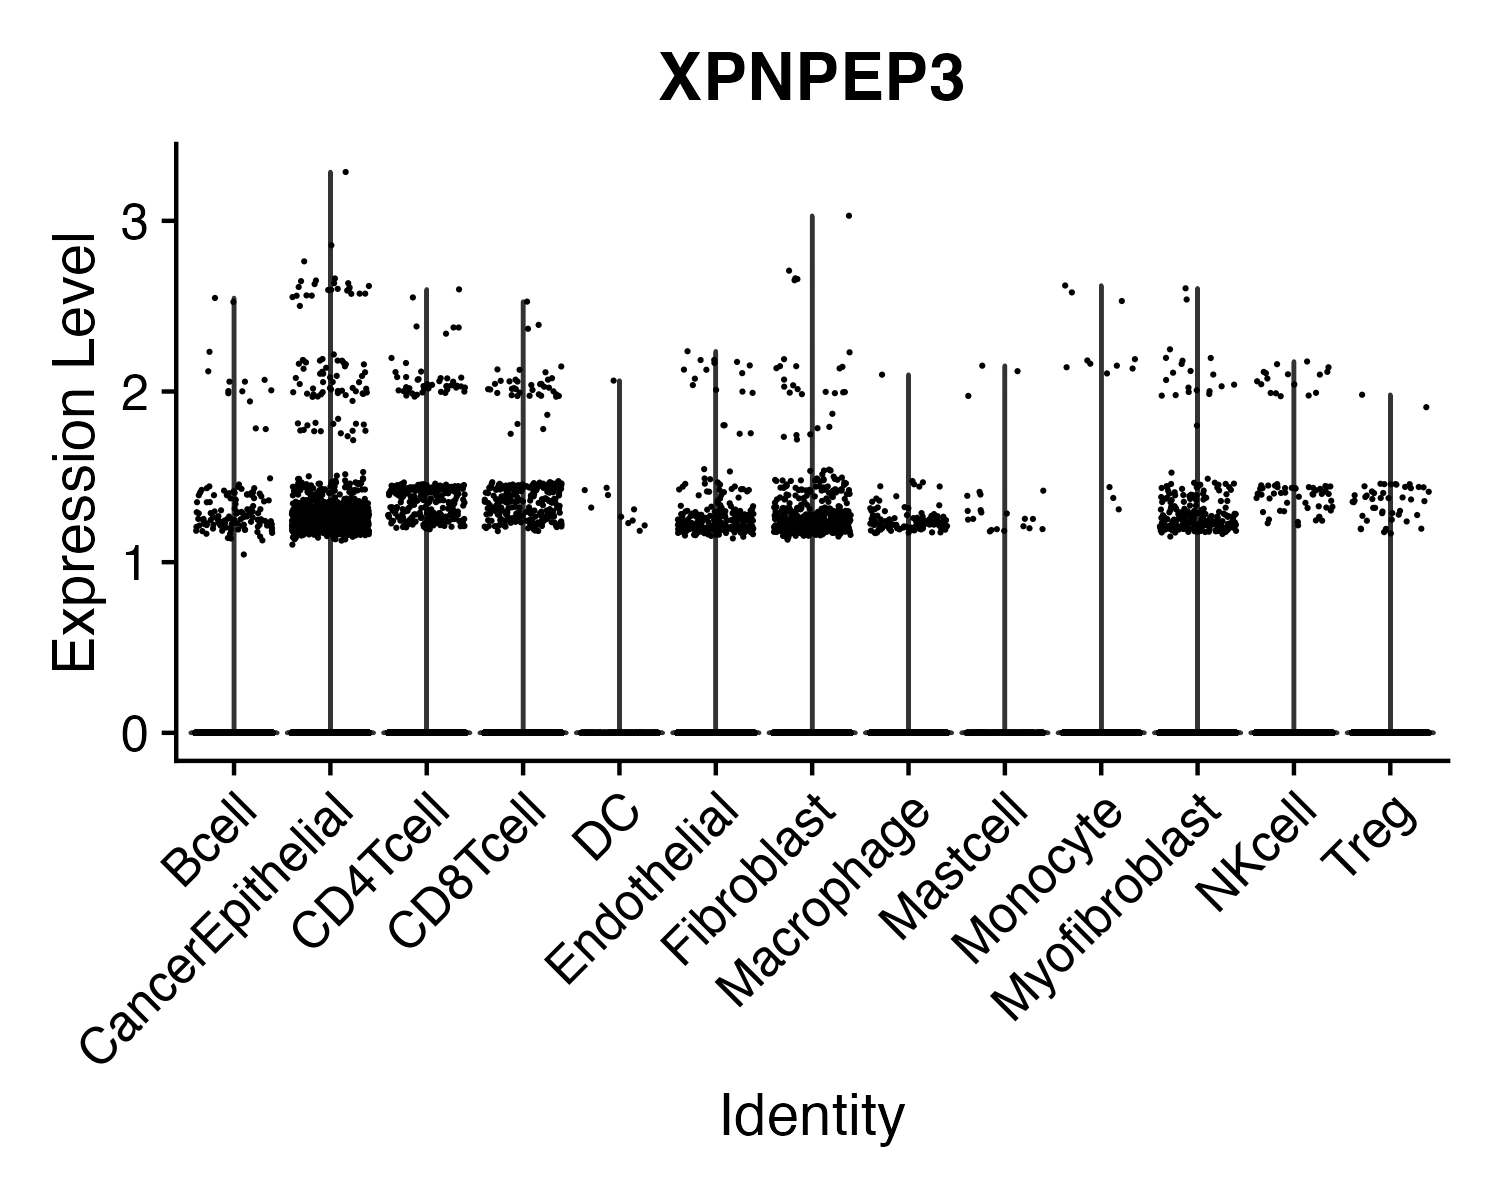 XPNPEP3
Expression Level
3
2
1
0
Bcell
CancerEpithelial
CD4Tcell
CD8Tcell
DC
Endothelial
Fibroblast
Macrophage
Mastcell
Monocyte
Myofibroblast
NKcell
Treg
Identity